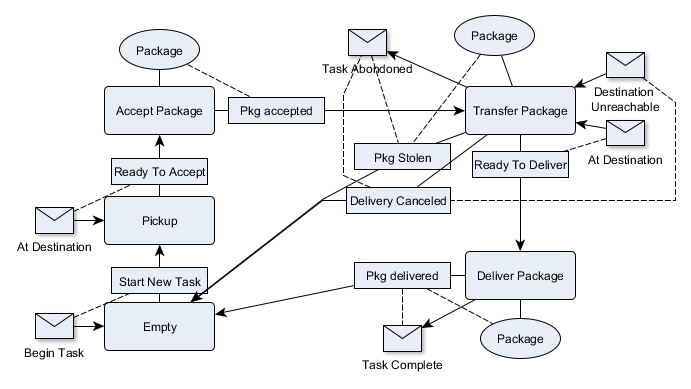 Package
Package
Task Abondoned
Destination
Unreachable
Accept Package
Pkg accepted
Transfer Package
At Destination
Pkg Stolen
Ready To Deliver
Ready To Accept
Delivery Canceled
Pickup
At Destination
Start New Task
Pkg delivered
Deliver Package
Empty
Begin Task
Package
Task Complete